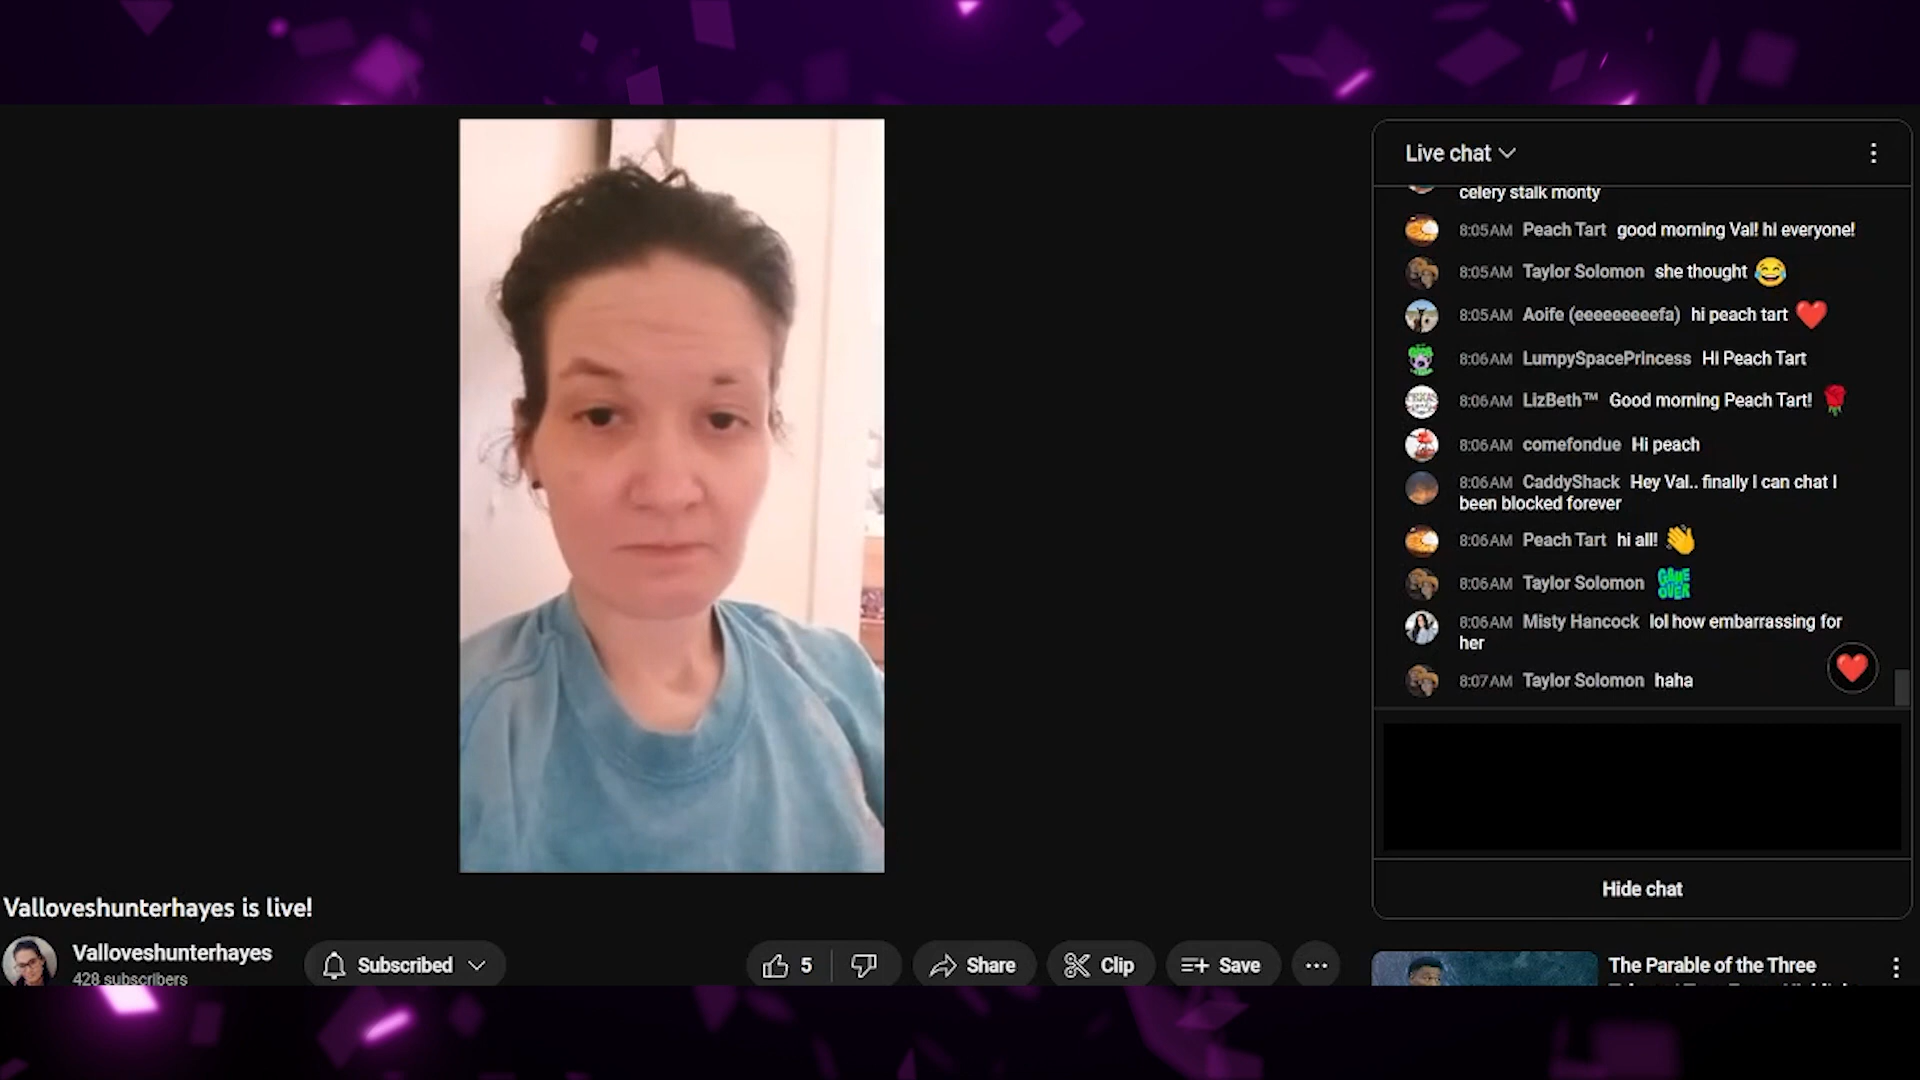 Live chat
celery stalk monty
8:05 AM Peach Tart good morning Val! hi everyone!
8:05 AM Taylor Solomon she thought 😂
8:05 AM Aoife (eeeeeeeeefa) hi peach tart ❤️
8:06 AM LumpySpacePrincess Hi Peach Tart
8:06 AM LizBeth™ Good morning Peach Tart! 🌹
8:06 AM comefondue Hi peach
8:06 AM CaddyShack Hey Val.. finally I can chat I
been blocked forever
8:06 AM Peach Tart hi all! 👋
8:06 AM Taylor Solomon GAME OVER
8:06 AM Misty Hancock lol how embarrassing for
her
8:07 AM Taylor Solomon haha
Hide chat
Valloveshunterhayes is live!
Valloveshunterhayes
428 subscribers
Subscribed
5
Share
Clip
Save
The Parable of the Three